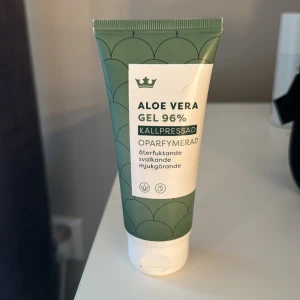 ALOE VERA
GEL 96%
KALLPRESSAD
OPARFYMERAD
återfuktande
svalkande
mjukgörande